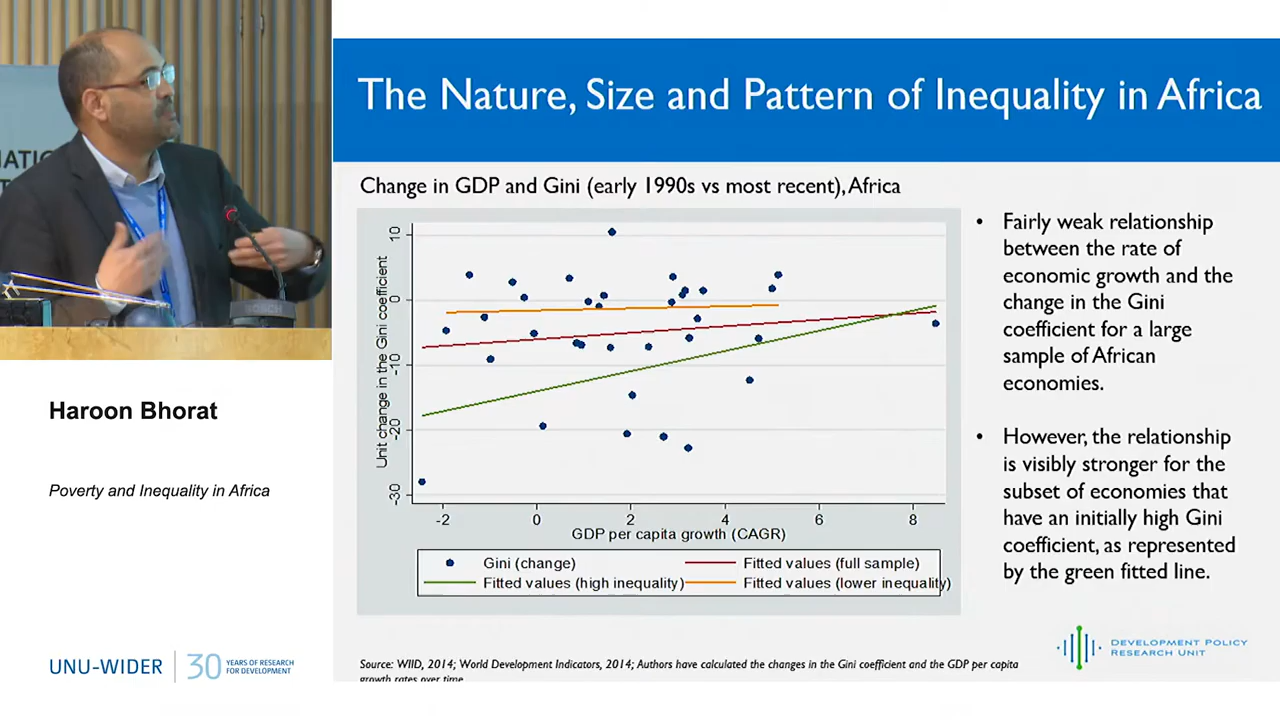 The Nature, Size and Pattern of Inequality in Africa
Change in GDP and Gini (early 1990s vs most recent), Africa
Unit change in the Gini coefficient
10
0
-10
-20
-30
-2
0
2
4
6
8
GDP per capita growth (CAGR)
Gini (change)
Fitted values (full sample)
Fitted values (high inequality)
Fitted values (lower inequality)
• Fairly weak relationship
between the rate of
economic growth and the
change in the Gini
coefficient for a large
sample of African
economies.
• However, the relationship
is visibly stronger for the
subset of economies that
have an initially high Gini
coefficient, as represented
by the green fitted line.
Source: WIID, 2014; World Development Indicators, 2014; Authors have calculated the changes in the Gini coefficient and the GDP per capita
growth rates over time
DEVELOPMENT POLICY
RESEARCH UNIT
BOSCH
Haroon Bhorat
Poverty and Inequality in Africa
UNU-WIDER
30 YEARS OF RESEARCH
FOR DEVELOPMENT